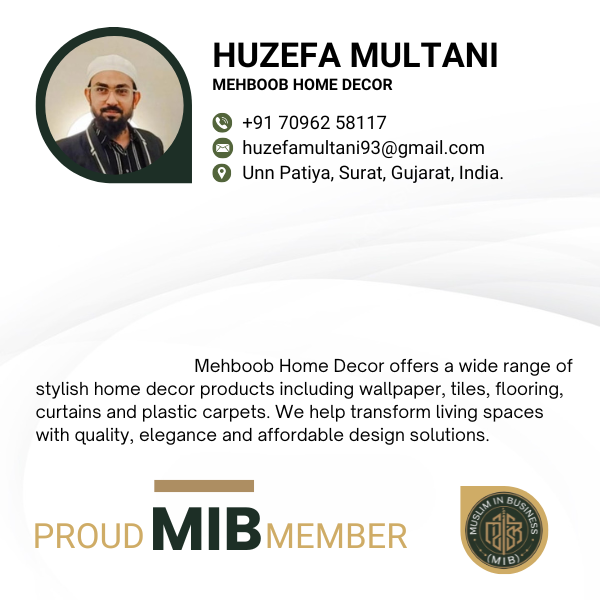 HUZEFA MULTANI
MEHBOOB HOME DECOR
+91 70962 58117
huzefamultani93@gmail.com
Unn Patiya, Surat, Gujarat, India.
Mehboob Home Decor offers a wide range of
stylish home decor products including wallpaper, tiles, flooring,
curtains and plastic carpets. We help transform living spaces
with quality, elegance and affordable design solutions.
PROUD MIB MEMBER
MUSLIM IN BUSINESS
(MIB)